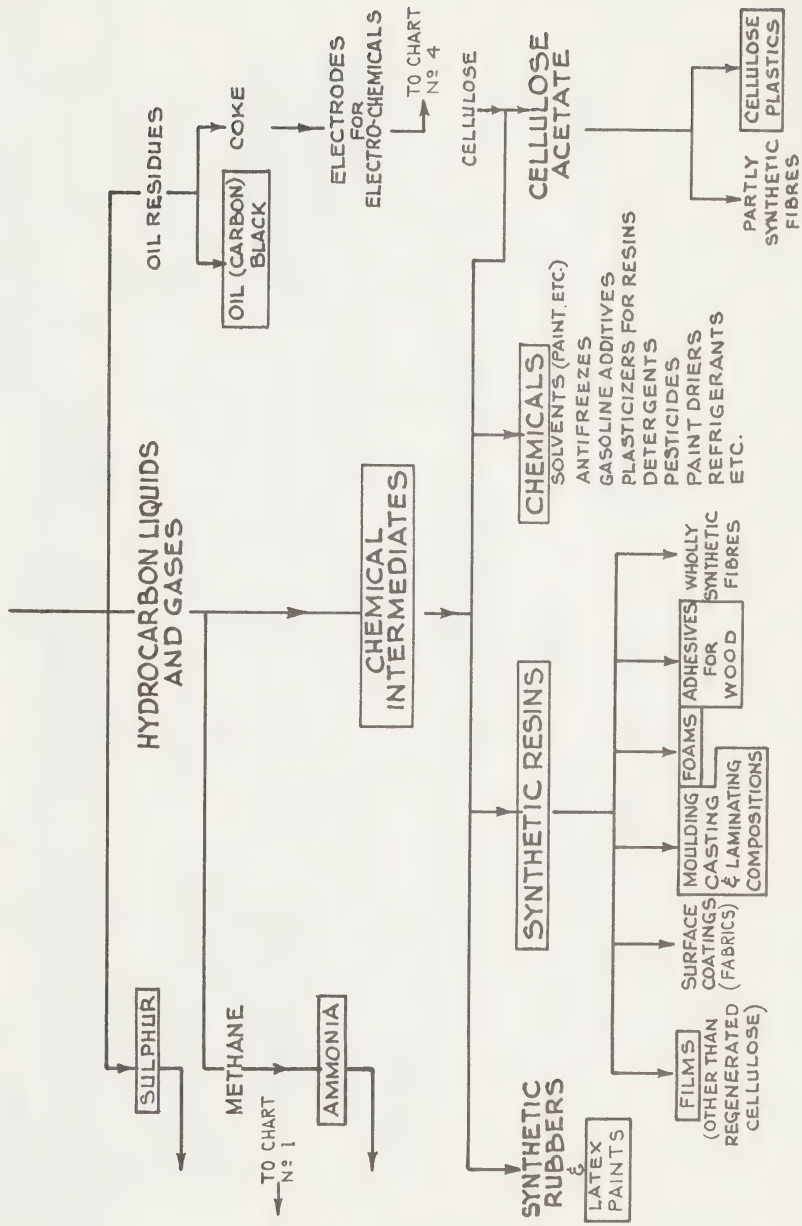 OIL RESIDUES
OIL (CARBON)
BLACK
COKE
ELECTRODES
FOR
ELECTRO-CHEMICALS
TO CHART
Nº 4
HYDROCARBON LIQUIDS
AND GASES
SULPHUR
METHANE
TO CHART
Nº 1
AMMONIA
CHEMICAL
INTERMEDIATES
SYNTHETIC
RUBBERS
&
LATEX
PAINTS
SYNTHETIC RESINS
FILMS
(OTHER THAN
REGENERATED
CELLULOSE)
SURFACE
COATINGS
(FABRICS)
MOULDING
CASTING
& LAMINATING
COMPOSITIONS
FOAMS
ADHESIVES
FOR
WOOD
WHOLLY
SYNTHETIC
FIBRES
CHEMICALS
SOLVENTS (PAINT, ETC.)
ANTIFREEZES
GASOLINE ADDITIVES
PLASTICIZERS FOR RESINS
DETERGENTS
PESTICIDES
PAINT DRIERS
REFRIGERANTS
ETC.
CELLULOSE
CELLULOSE
ACETATE
PARTLY
SYNTHETIC
FIBRES
CELLULOSE
PLASTICS